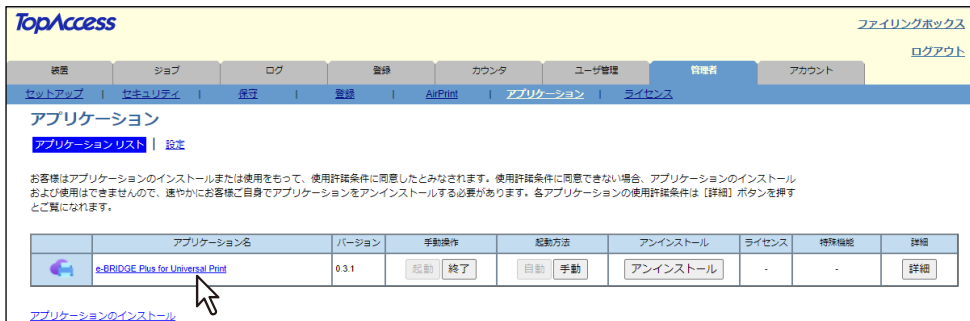 TopAccess
ファイリングボックス
ログアウト
装置 ジョブ ログ 登録 カウンタ ユーザ管理 管理者 アカウント
セットアップ | セキュリティ | 保守 | 登録 | AirPrint | アプリケーション | ライセンス
アプリケーション
アプリケーション リスト | 設定
お客様はアプリケーションのインストールまたは使用をもって、使用許諾条件に同意したとみなされます。使用許諾条件に同意できない場合、アプリケーションのインストール
および使用はできませんので、速やかにお客様ご自身でアプリケーションをアンインストールする必要があります。各アプリケーションの使用許諾条件は［詳細］ボタンを押す
とご覧になれます。
アプリケーション名 バージョン 手動操作 起動方法 アンインストール ライセンス 特殊機能 詳細
e-BRIDGE Plus for Universal Print 0.3.1 起動 終了 自動 手動 アンインストール - - 詳細
アプリケーションのインストール